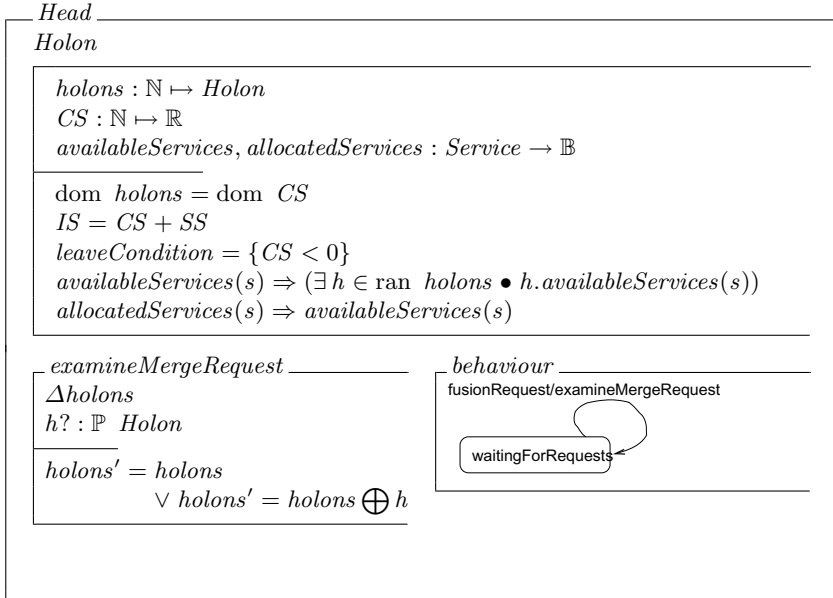 Head
Holon
holons : ℕ ↦ Holon
CS : ℕ ↦ ℝ
availableServices, allocatedServices : Service → 𝔹
dom holons = dom CS
IS = CS + SS
leaveCondition = {CS < 0}
availableServices(s) ⇒ (∃ h ∈ ran holons • h.availableServices(s))
allocatedServices(s) ⇒ availableServices(s)
examineMergeRequest
Δholons
h? : ℙ Holon
holons′ = holons
∨ holons′ = holons ⨁ h
behaviour
fusionRequest/examineMergeRequest
waitingForRequests